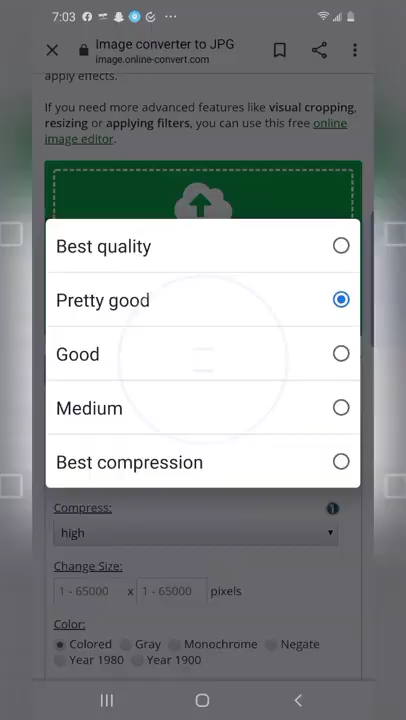 7:03
Image converter to JPG
image.online-convert.com
apply effects.
If you need more advanced features like visual cropping,
resizing or applying filters, you can use this free online
image editor.
Best quality
Pretty good
Good
Medium
Best compression
Compress:
high
Change Size:
1 - 65000 x 1 - 65000 pixels
Color:
Colored Gray Monochrome Negate
Year 1980 Year 1900